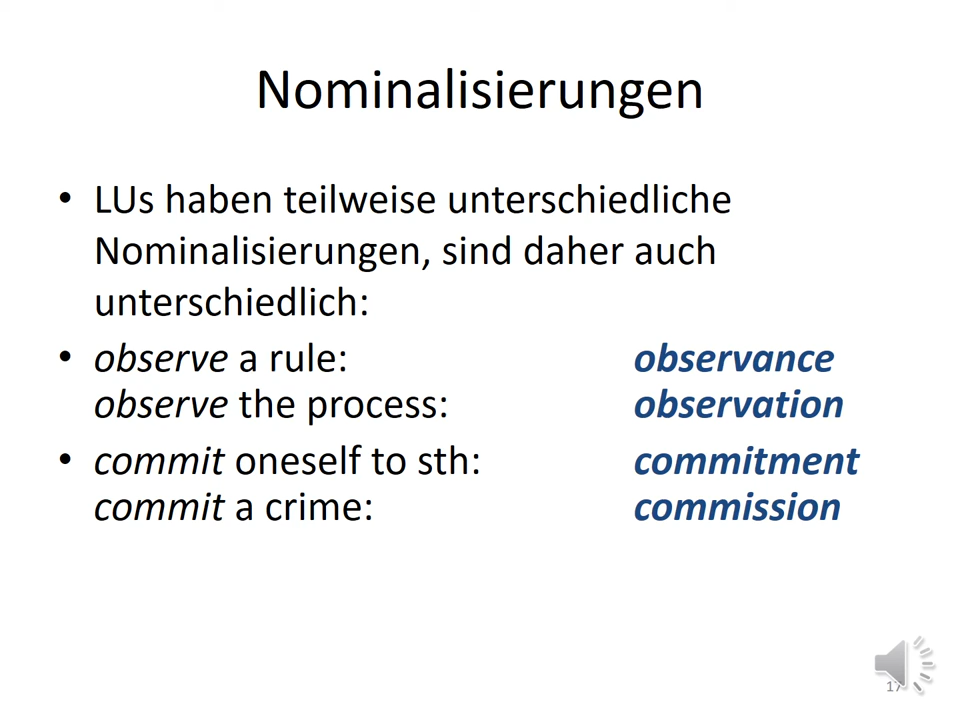 Nominalisierungen
• LUs haben teilweise unterschiedliche
Nominalisierungen, sind daher auch
unterschiedlich:
• observe a rule: observance
observe the process: observation
• commit oneself to sth: commitment
commit a crime: commission
17